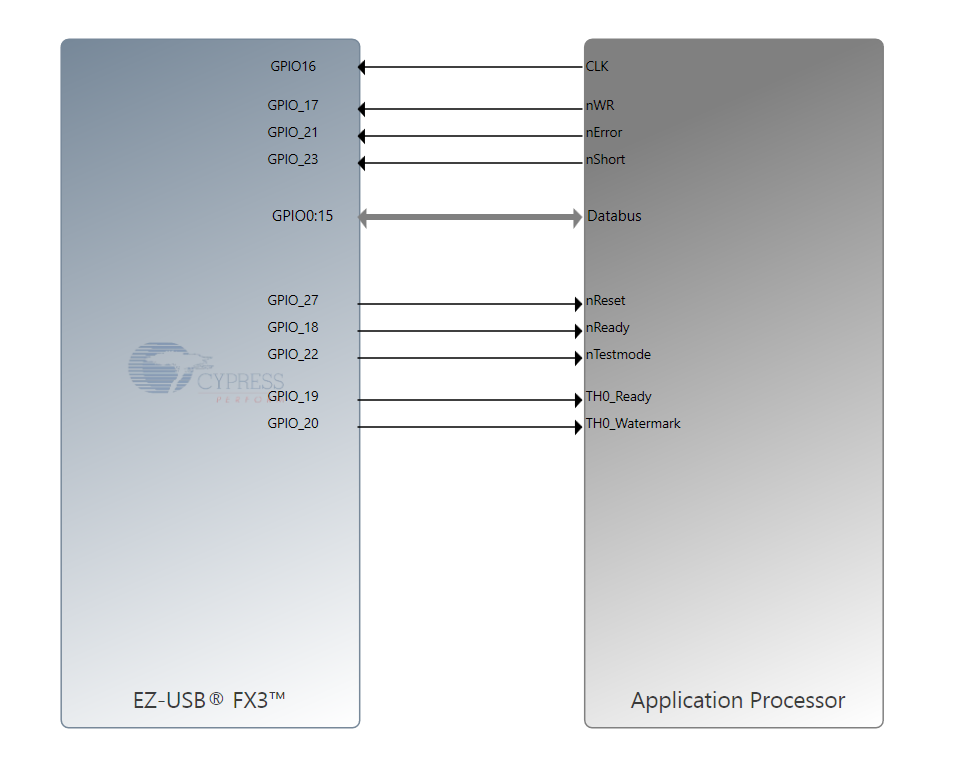 GPIO16 CLK
GPIO_17 nWR
GPIO_21 nError
GPIO_23 nShort
GPIO0:15 Databus
GPIO_27 nReset
GPIO_18 nReady
GPIO_22 nTestmode
CYPRESS
PERFO
GPIO_19 TH0_Ready
GPIO_20 TH0_Watermark
EZ-USB® FX3™ Application Processor